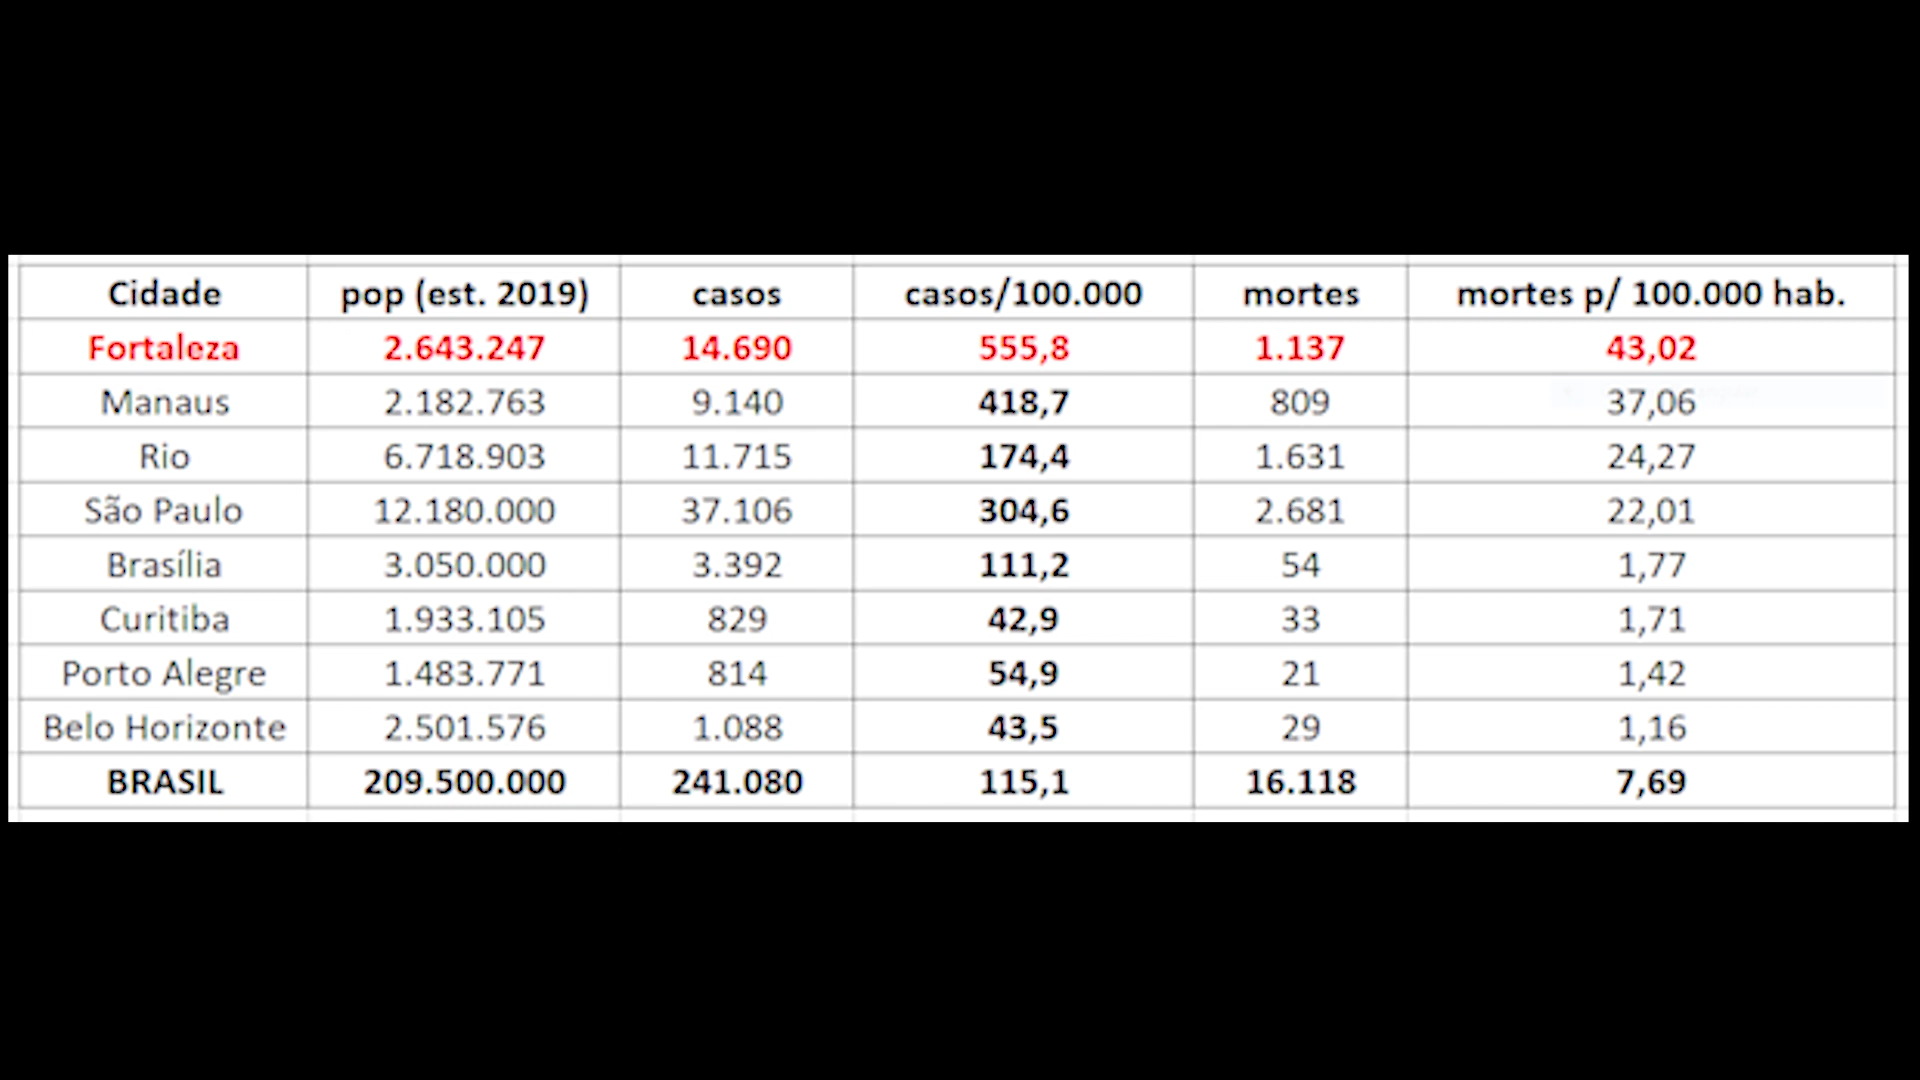 Cidade pop (est. 2019) casos casos/100.000 mortes mortes p/ 100.000 hab.
Fortaleza 2.643.247 14.690 555,8 1.137 43,02
Manaus 2.182.763 9.140 418,7 809 37,06
Rio 6.718.903 11.715 174,4 1.631 24,27
São Paulo 12.180.000 37.106 304,6 2.681 22,01
Brasília 3.050.000 3.392 111,2 54 1,77
Curitiba 1.933.105 829 42,9 33 1,71
Porto Alegre 1.483.771 814 54,9 21 1,42
Belo Horizonte 2.501.576 1.088 43,5 29 1,16
BRASIL 209.500.000 241.080 115,1 16.118 7,69